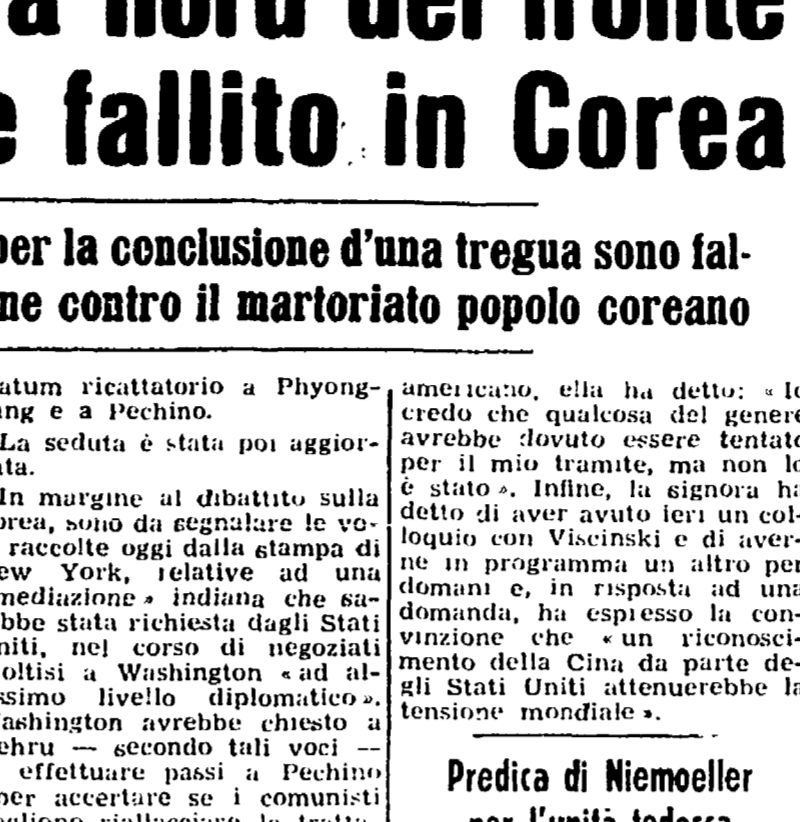 a nord del fronte
e fallito in Corea
per la conclusione d'una tregua sono fal-
ne contro il martoriato popolo coreano
atum ricattatorio a Phyong-
ang e a Pechino.
La seduta è stata poi aggior-
ata.
In margine al dibattito sulla
orea, sono da segnalare le vo-
raccolte oggi dalla stampa di
ew York, relative ad una
mediazione » indiana che sa-
bbe stata richiesta dagli Stati
niti, nel corso di negoziati
oltisi a Washington « ad al-
ssimo livello diplomatico ».
ashington avrebbe chiesto a
ehru — secondo tali voci —
effettuare passi a Pechino
per accertare se i comunisti
gliono riallacciare le tratta-
americano, ella ha detto: « Io
credo che qualcosa del genere
avrebbe dovuto essere tentato
per il mio tramite, ma non lo
è stato ». Infine, la signora ha
detto di aver avuto ieri un col-
loquio con Viscinski e di aver-
ne in programma un altro per
domani e, in risposta ad una
domanda, ha espresso la con-
vinzione che « un riconosci-
mento della Cina da parte de-
gli Stati Uniti attenuerebbe la
tensione mondiale ».
Predica di Niemoeller
per l'unità tedesca